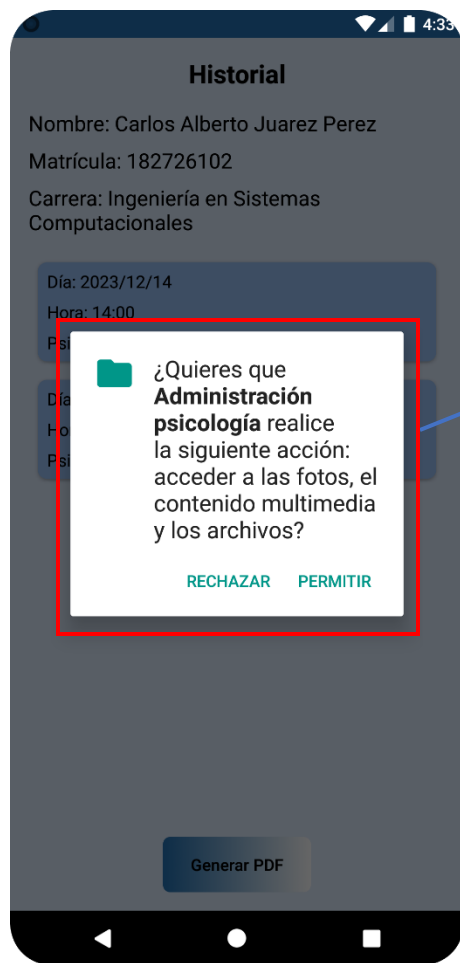 4:33
Historial
Nombre: Carlos Alberto Juarez Perez
Matrícula: 182726102
Carrera: Ingeniería en Sistemas
Computacionales
Día: 2023/12/14
Hora: 14:00
¿Quieres que
Administración
psicología realice
la siguiente acción:
acceder a las fotos, el
contenido multimedia
y los archivos?
RECHAZAR PERMITIR
Generar PDF